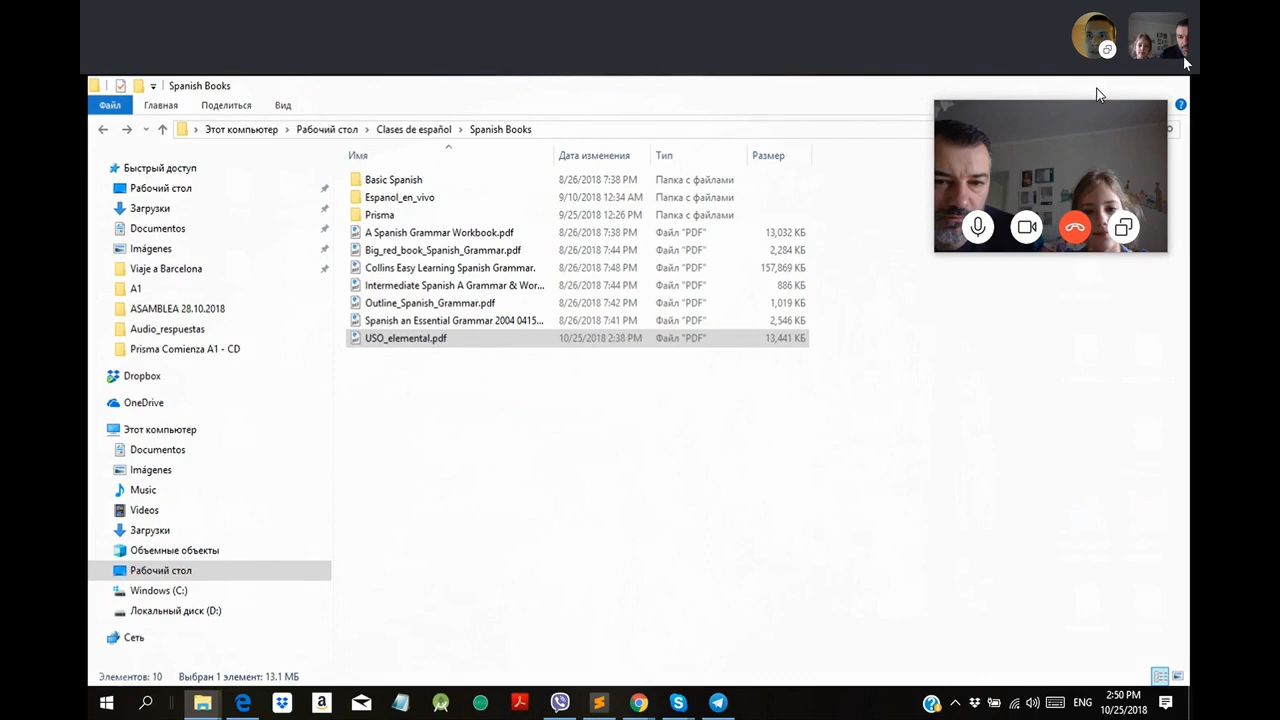 Spanish Books
Файл Главная Поделиться Вид
Этот компьютер Рабочий стол Clases de español Spanish Books
Имя Дата изменения Тип Размер
Быстрый доступ
Рабочий стол
Загрузки
Documentos
Imágenes
Viaje a Barcelona
A1
ASAMBLEA 28.10.2018
Audio_respuestas
Prisma Comienza A1 - CD
Dropbox
OneDrive
Этот компьютер
Documentos
Imágenes
Music
Videos
Загрузки
Объемные объекты
Рабочий стол
Windows (C:)
Локальный диск (D:)
Сеть
Basic Spanish 8/26/2018 7:38 PM Папка с файлами
Espanol_en_vivo 9/10/2018 12:34 AM Папка с файлами
Prisma 9/25/2018 12:26 PM Папка с файлами
A Spanish Grammar Workbook.pdf 8/26/2018 7:38 PM Файл "PDF" 13,032 КБ
Big_red_book_Spanish_Grammar.pdf 8/26/2018 7:44 PM Файл "PDF" 2,284 КБ
Collins Easy Learning Spanish Grammar. 8/26/2018 7:48 PM Файл "PDF" 157,869 КБ
Intermediate Spanish A Grammar & Wor... 8/26/2018 7:44 PM Файл "PDF" 886 КБ
Outline_Spanish_Grammar.pdf 8/26/2018 7:42 PM Файл "PDF" 1,019 КБ
Spanish an Essential Grammar 2004 0415... 8/26/2018 7:41 PM Файл "PDF" 2,546 КБ
USO_elemental.pdf 10/25/2018 2:38 PM Файл "PDF" 13,441 КБ
Элементов: 10 Выбран 1 элемент: 13.1 МБ
ENG
2:50 PM
10/25/2018